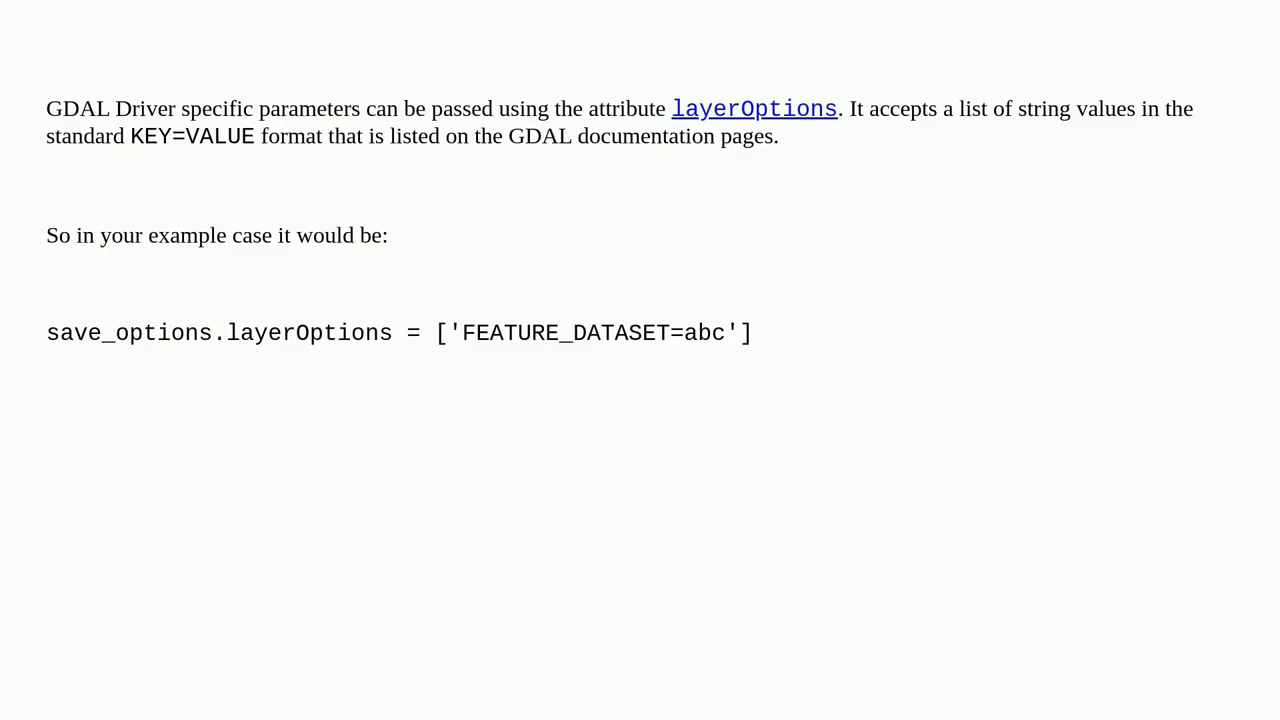 GDAL Driver specific parameters can be passed using the attribute layerOptions. It accepts a list of string values in the
standard KEY=VALUE format that is listed on the GDAL documentation pages.
So in your example case it would be:
save_options.layerOptions = ['FEATURE_DATASET=abc']